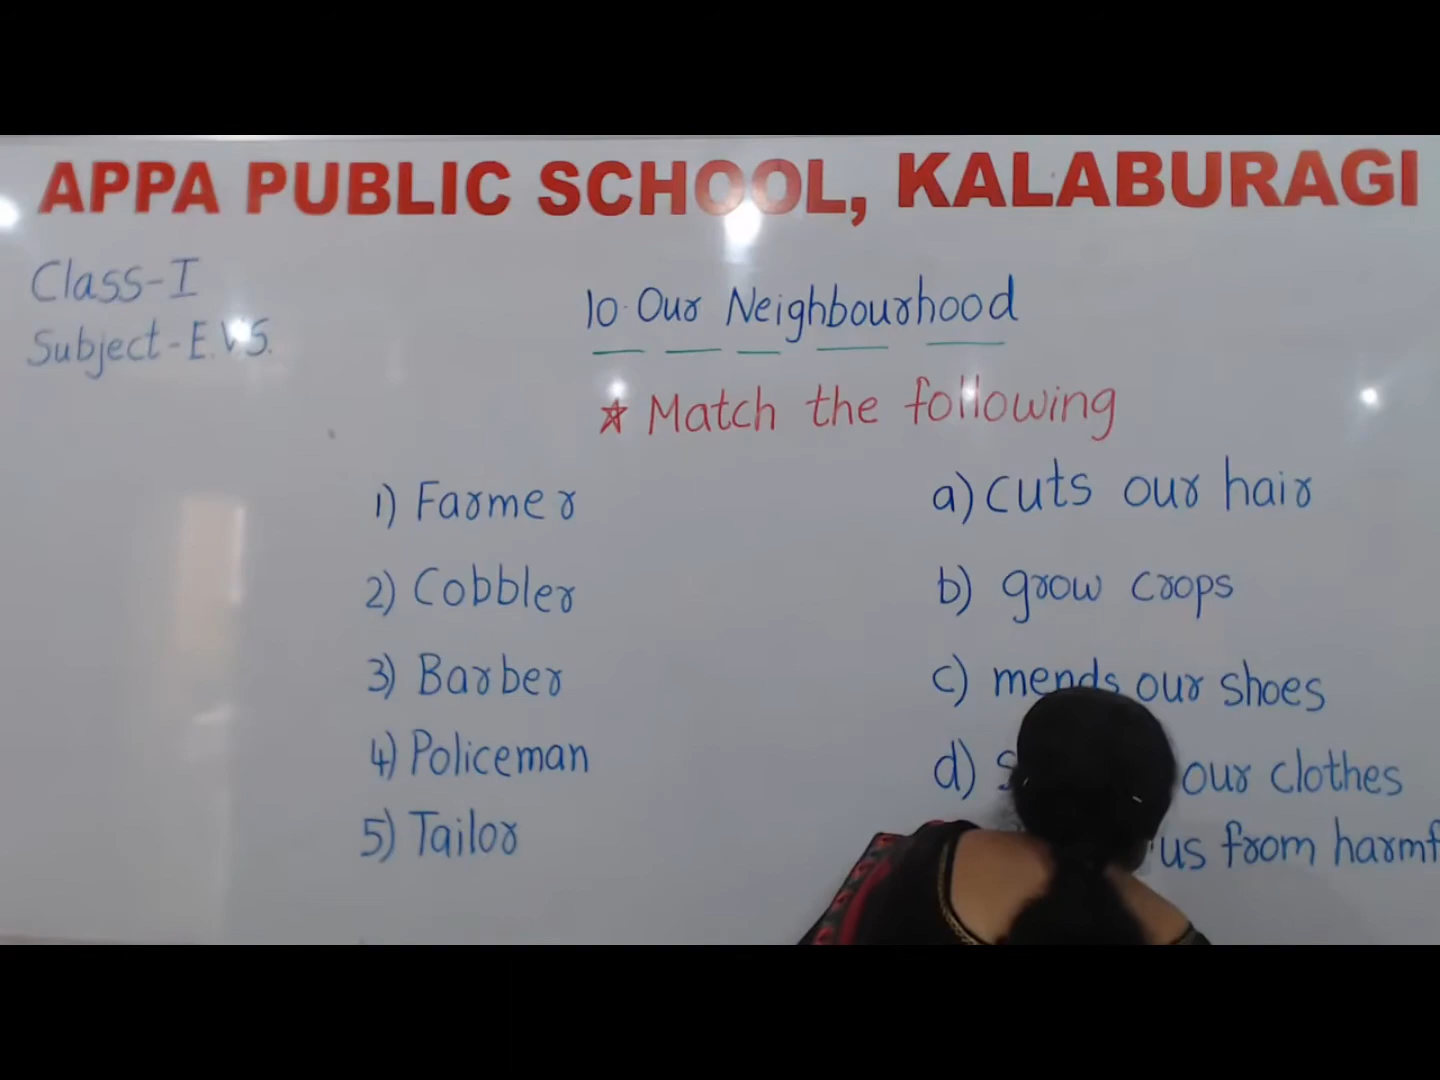 APPA PUBLIC SCHOOL, KALABURAGI
Class-I
Subject-E.V.S.
10. Our Neighbourhood
* Match the following
1) Farmer
a) cuts our hair
2) Cobbler
b) grow crops
3) Barber
c) mends our shoes
4) Policeman
d) our clothes
5) Tailor
us from harmf